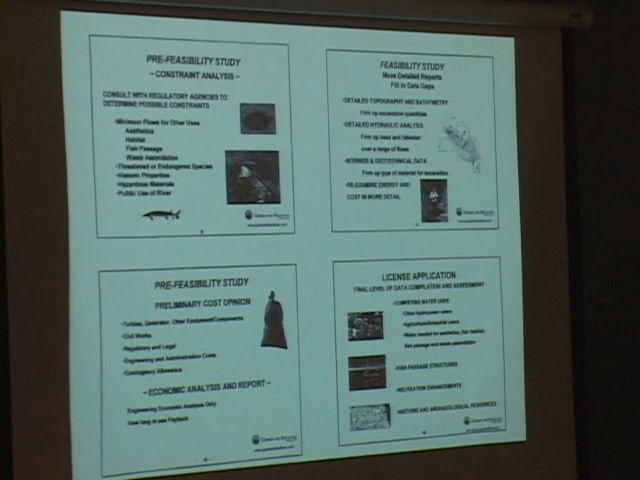 PRE-FEASIBILITY STUDY
~ CONSTRAINT ANALYSIS ~
CONSULT WITH REGULATORY AGENCIES TO
DETERMINE POSSIBLE CONSTRAINTS
•Minimum Flows for Other Uses
Aesthetics
Habitat
Fish Passage
Waste Assimilation
•Threatened or Endangered Species
•Historic Properties
•Hazardous Materials
•Public Use of River
FEASIBILITY STUDY
More Detailed Reports
Fill in Data Gaps
•DETAILED TOPOGRAPHY AND BATHYMETRY
Firm up excavation quantities
•DETAILED HYDRAULIC ANALYSIS
Firm up head and tailwater
over a range of flows
•BORINGS & GEOTECHNICAL DATA
Firm up type of material for excavation
•RE-EXAMINE ENERGY AND
COST IN MORE DETAIL
PRE-FEASIBILITY STUDY
PRELIMINARY COST OPINION
•Turbine, Generator, Other Equipment/Components
•Civil Works
•Regulatory and Legal
•Engineering and Administration Costs
•Contingency Allowance
~ ECONOMIC ANALYSIS AND REPORT ~
Engineering Economic Analysis Only
How long to see Payback
LICENSE APPLICATION
FINAL LEVEL OF DATA COMPILATION AND ASSESSMENT
•COMPETING WATER USES
•Other hydropower users
•Agricultural/Industrial users
•Water needed for aesthetics, fish habitat,
fish passage and waste assimilation
•FISH PASSAGE STRUCTURES
•RECREATION ENHANCEMENTS
•HISTORIC AND ARCHAEOLOGICAL RESOURCES